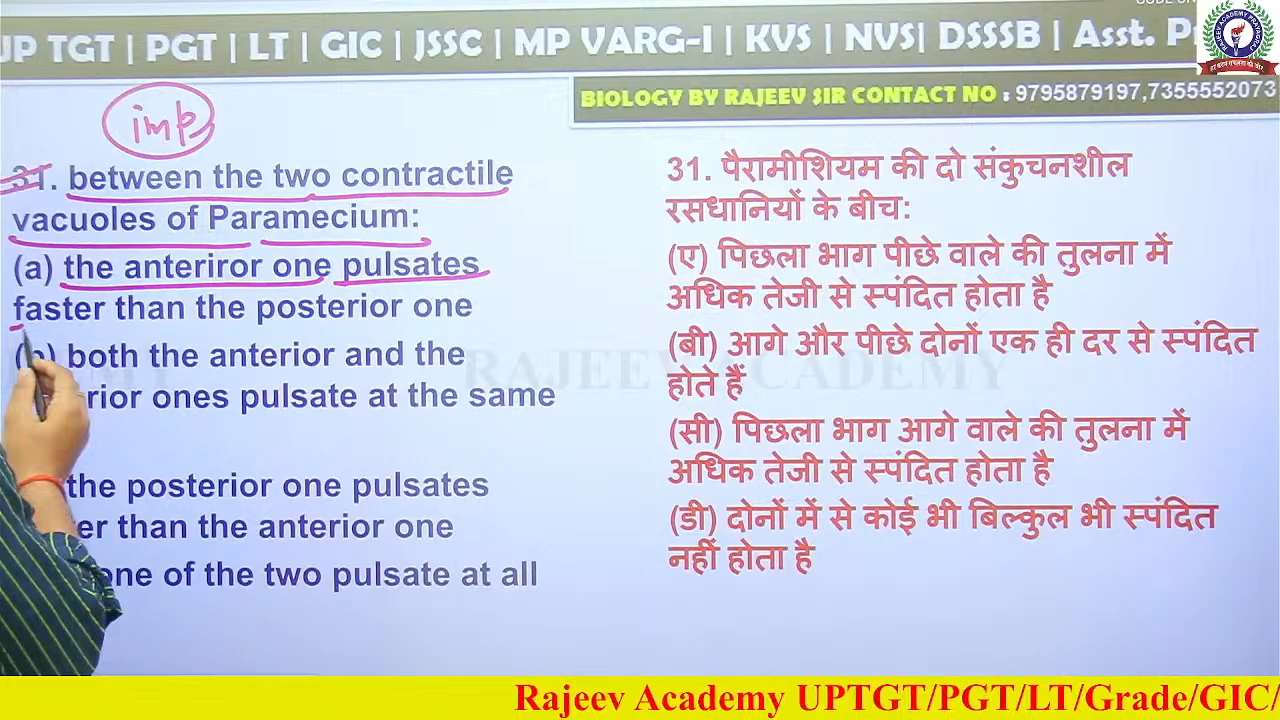 JP TGT | PGT | LT | GIC | JSSC | MP VARG-I | KVS | NVS| DSSSB | Asst.
BIOLOGY BY RAJEEV SIR CONTACT NO : 9795879197,7355552073
imp
31. between the two contractile
vacuoles of Paramecium:
(a) the anteriror one pulsates
faster than the posterior one
(b) both the anterior and the
rior ones pulsate at the same
the posterior one pulsates
er than the anterior one
one of the two pulsate at all
31. पैरामीशियम की दो संकुचनशील
रसधानियों के बीच:
(ए) पिछला भाग पीछे वाले की तुलना में
अधिक तेजी से स्पंदित होता है
(बी) आगे और पीछे दोनों एक ही दर से स्पंदित
होते हैं
(सी) पिछला भाग आगे वाले की तुलना में
अधिक तेजी से स्पंदित होता है
(डी) दोनों में से कोई भी बिल्कुल भी स्पंदित
नहीं होता है
RAJEEV ACADEMY
Rajeev Academy UPTGT/PGT/LT/Grade/GIC/